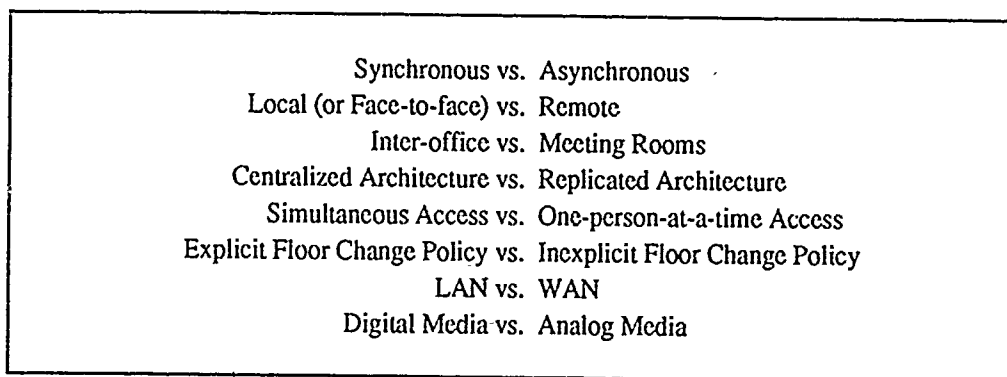 Synchronous vs. Asynchronous
Local (or Face-to-face) vs. Remote
Inter-office vs. Meeting Rooms
Centralized Architecture vs. Replicated Architecture
Simultaneous Access vs. One-person-at-a-time Access
Explicit Floor Change Policy vs. Inexplicit Floor Change Policy
LAN vs. WAN
Digital Media vs. Analog Media